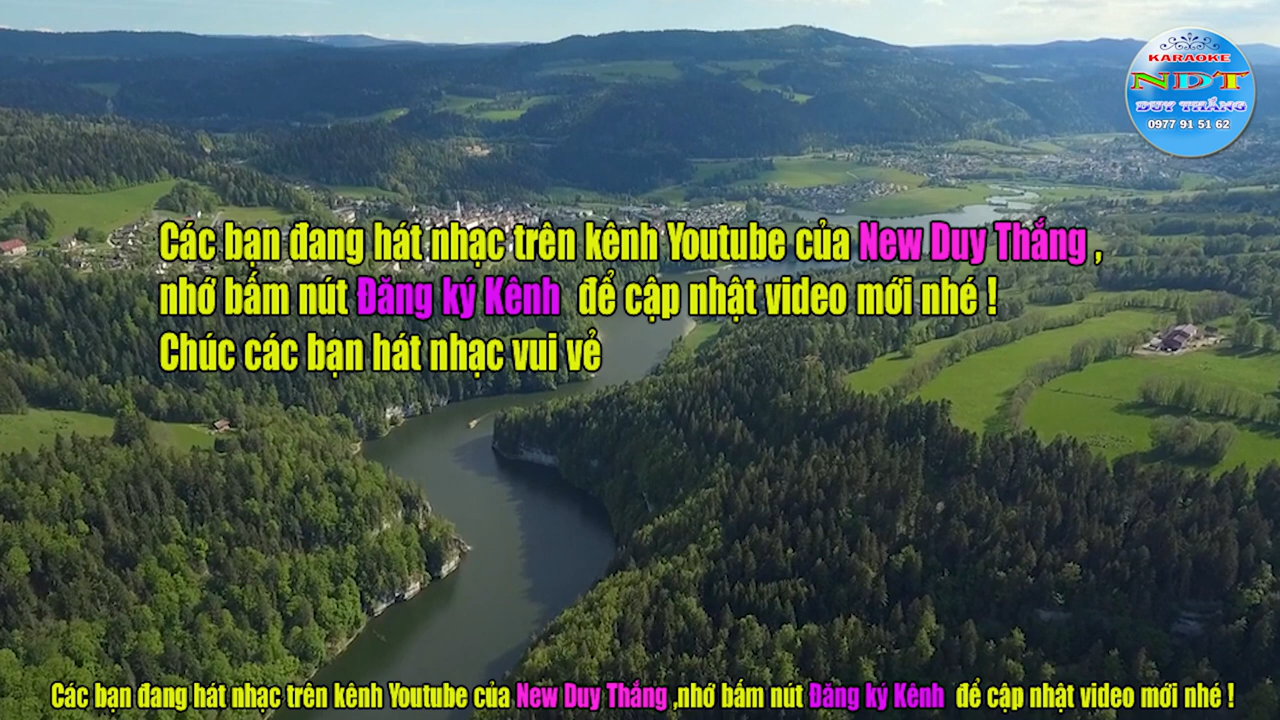 KARAOKE
NDT
DUY THẮNG
0977 91 51 62
Các bạn đang hát nhạc trên kênh Youtube của New Duy Thắng ,
nhớ bấm nút Đăng ký Kênh để cập nhật video mới nhé !
Chúc các bạn hát nhạc vui vẻ
Các bạn đang hát nhạc trên kênh Youtube của New Duy Thắng ,nhớ bấm nút Đăng ký Kênh để cập nhật video mới nhé !